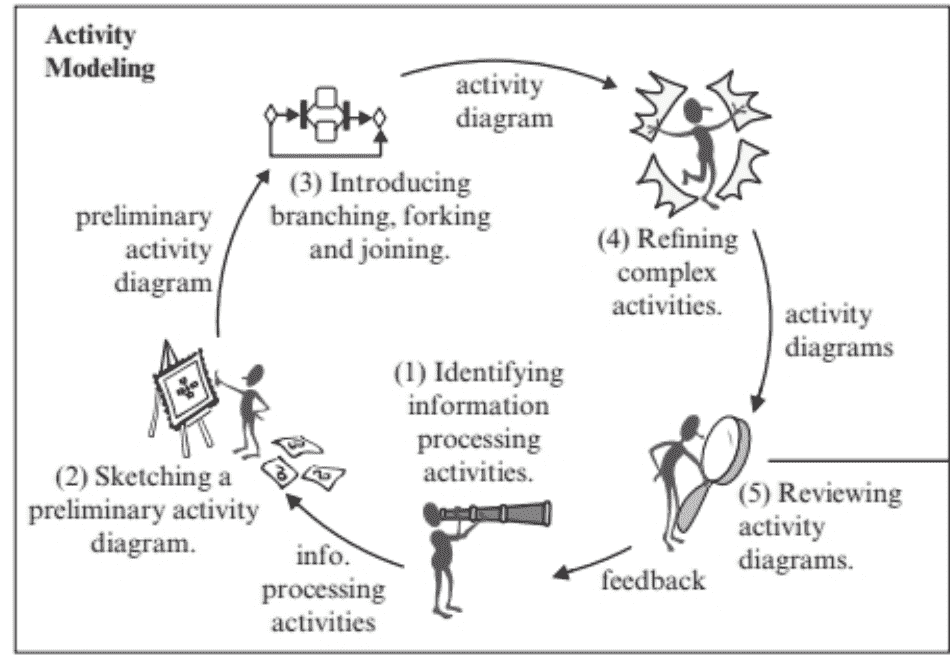 Activity
Modeling
activity
diagram
(3) Introducing
branching, forking
and joining.
preliminary
activity
diagram
(4) Refining
complex
activities.
activity
diagrams
(1) Identifying
information
processing
activities.
(2) Sketching a
preliminary activity
diagram.
(5) Reviewing
activity
diagrams.
info.
processing
activities
feedback